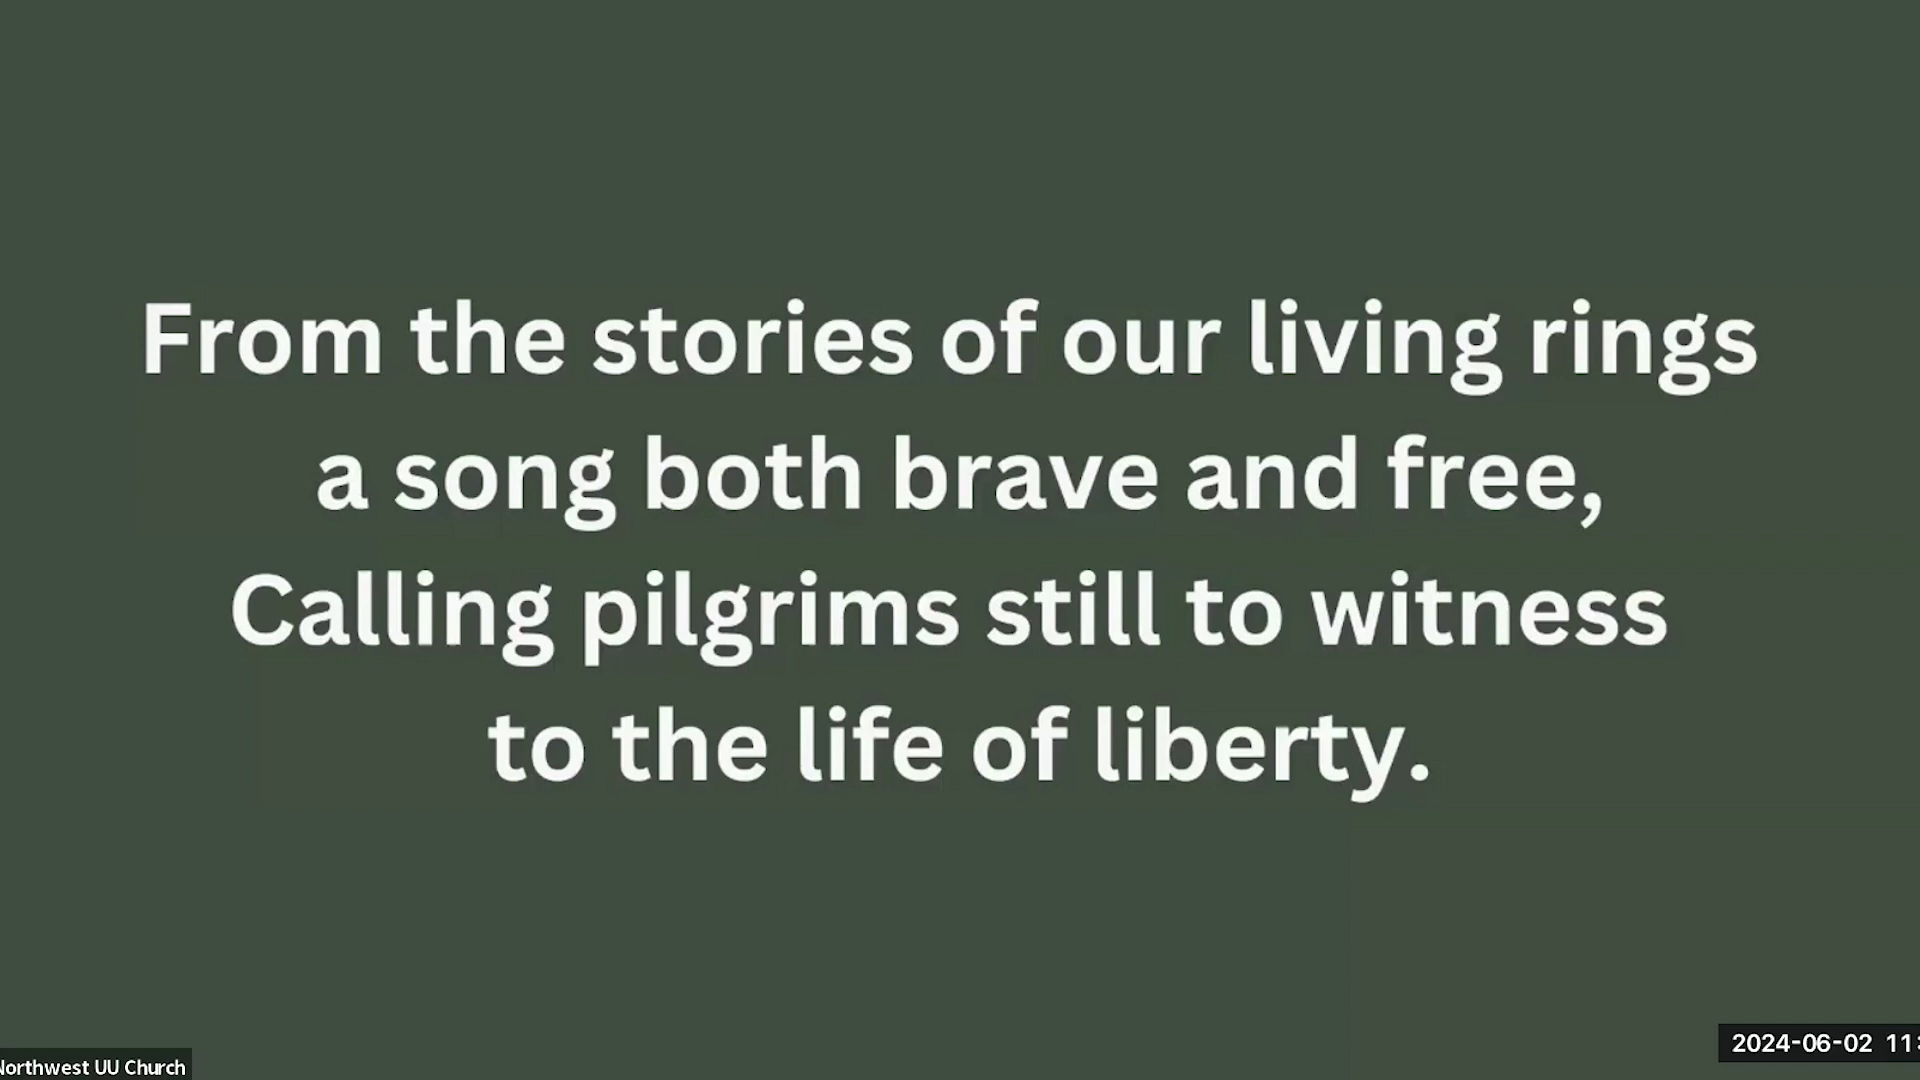 From the stories of our living rings
a song both brave and free,
Calling pilgrims still to witness
to the life of liberty.
Northwest UU Church
2024-06-02 11: